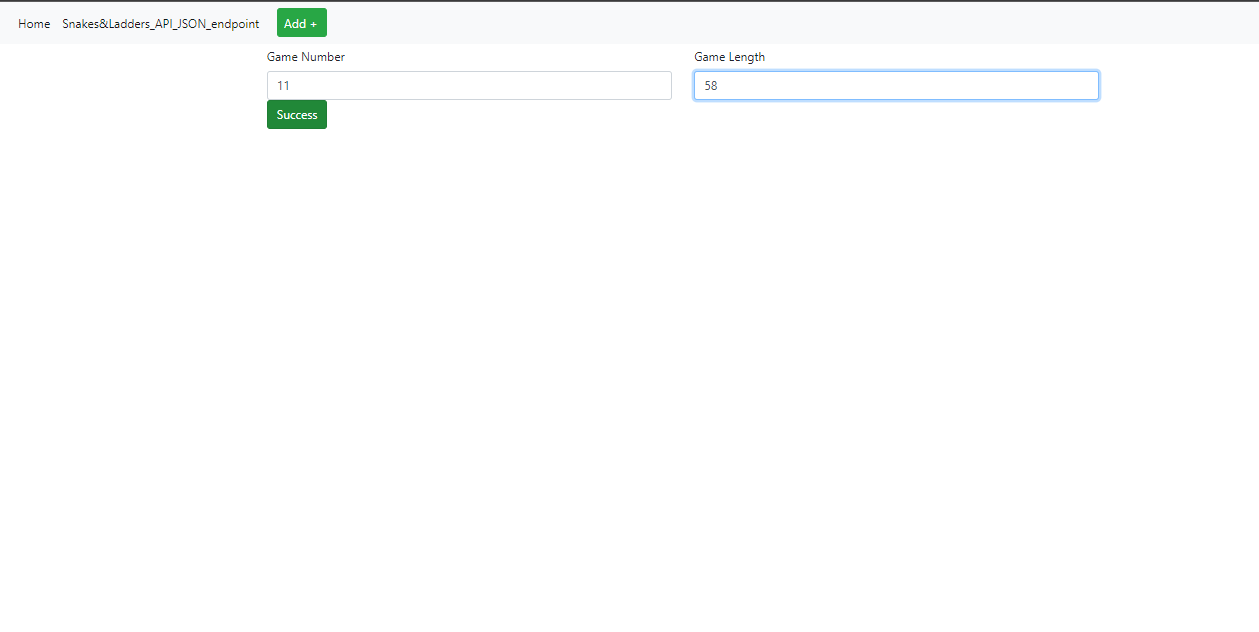 Home Snakes&Ladders_API_JSON_endpoint Add +
Game Number Game Length
11 58
Success